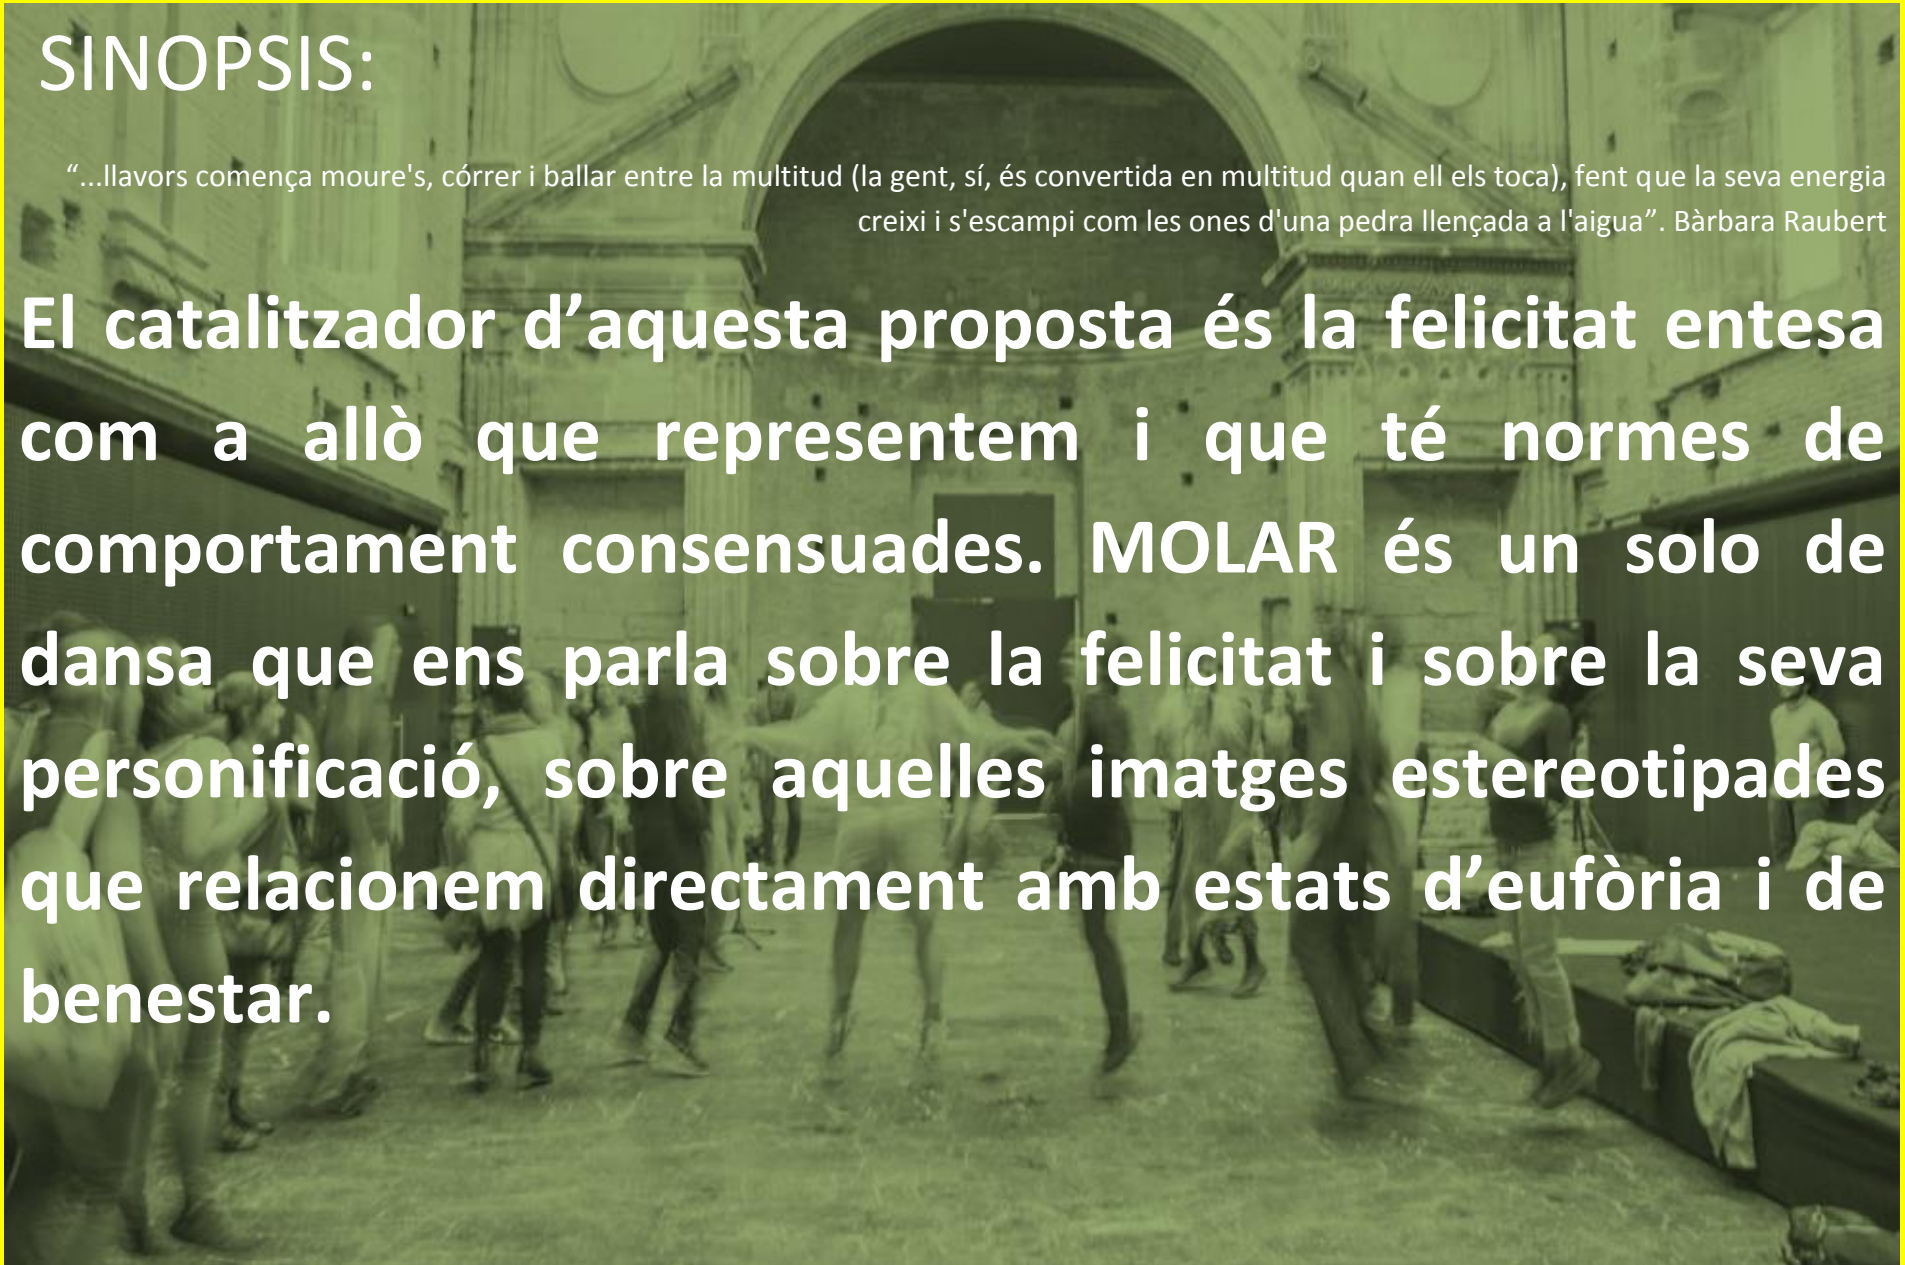 SINOPSIS:
“...llavors comença moure's, córrer i ballar entre la multitud (la gent, sí, és convertida en multitud quan ell els toca), fent que la seva energia
creixi i s'escampi com les ones d'una pedra llençada a l'aigua”. Bàrbara Raubert
El catalitzador d’aquesta proposta és la felicitat entesa
com a allò que representem i que té normes de
comportament consensuades. MOLAR és un solo de
dansa que ens parla sobre la felicitat i sobre la seva
personificació, sobre aquelles imatges estereotipades
que relacionem directament amb estats d’eufòria i de
benestar.